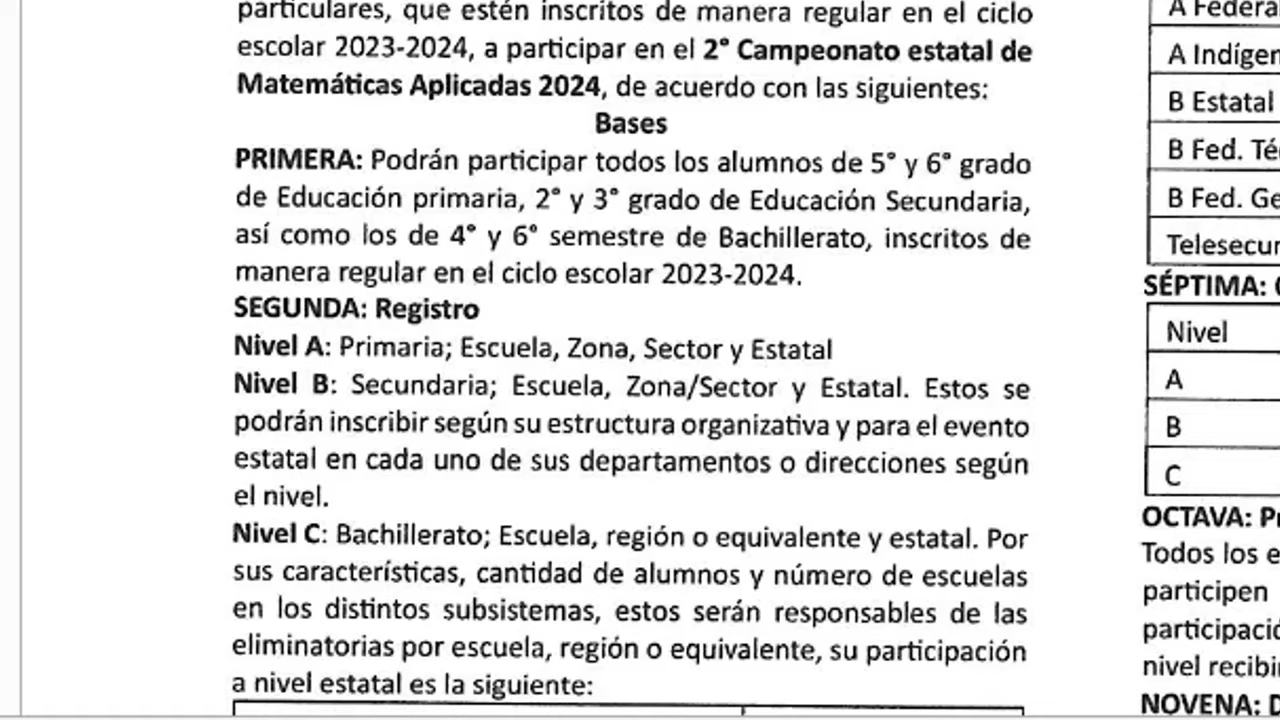 particulares, que estén inscritos de manera regular en el ciclo
escolar 2023-2024, a participar en el 2° Campeonato estatal de
Matemáticas Aplicadas 2024, de acuerdo con las siguientes:
Bases
PRIMERA: Podrán participar todos los alumnos de 5° y 6° grado
de Educación primaria, 2° y 3° grado de Educación Secundaria,
así como los de 4° y 6° semestre de Bachillerato, inscritos de
manera regular en el ciclo escolar 2023-2024.
SEGUNDA: Registro
Nivel A: Primaria; Escuela, Zona, Sector y Estatal
Nivel B: Secundaria; Escuela, Zona/Sector y Estatal. Estos se
podrán inscribir según su estructura organizativa y para el evento
estatal en cada uno de sus departamentos o direcciones según
el nivel.
Nivel C: Bachillerato; Escuela, región o equivalente y estatal. Por
sus características, cantidad de alumnos y número de escuelas
en los distintos subsistemas, estos serán responsables de las
eliminatorias por escuela, región o equivalente, su participación
a nivel estatal es la siguiente:
A
A
B Estatal
B Fed.
B Fed.
SÉPTIMA:
Nivel
A
B
C
OCTAVA:
Todos los
participen
nivel
NOVENA: